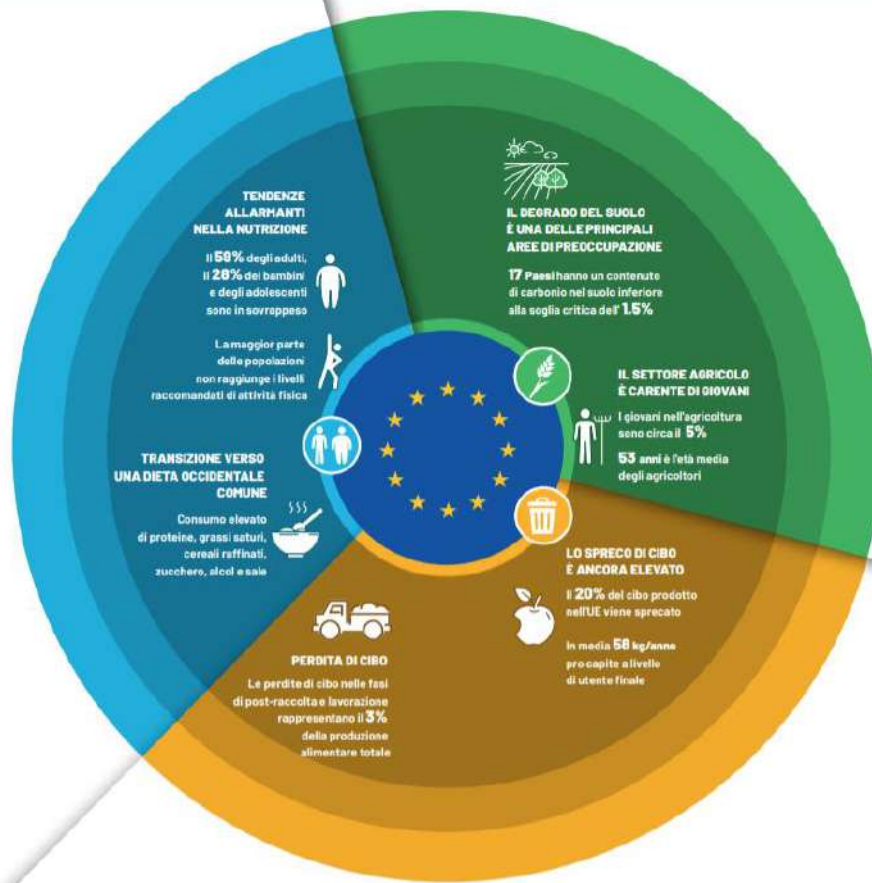 TENDENZE
ALLARMANTI
NELLA NUTRIZIONE
Il 59% degli adulti,
il 28% dei bambini
e degli adolescenti
sono in sovrappeso
La maggior parte
delle popolazioni
non raggiunge i livelli
raccomandati di attività fisica
TRANSIZIONE VERSO
UNA DIETA OCCIDENTALE
COMUNE
Consumo elevato
di proteine, grassi saturi,
cereali raffinati,
zucchero, alcol e sale
IL DEGRADO DEL SUOLO
È UNA DELLE PRINCIPALI
AREE DI PREOCCUPAZIONE
17 Paesi hanno un contenuto
di carbonio nel suolo inferiore
alla soglia critica dell' 1.5%
IL SETTORE AGRICOLO
È CARENTE DI GIOVANI
I giovani nell'agricoltura
sono circa il 5%
53 anni è l'età media
degli agricoltori
LO SPRECO DI CIBO
È ANCORA ELEVATO
Il 20% del cibo prodotto
nell'UE viene sprecato
In media 58 kg/anno
pro capite a livello
di utente finale
PERDITA DI CIBO
Le perdite di cibo nelle fasi
di post-raccolta e lavorazione
rappresentano il 3%
della produzione
alimentare totale